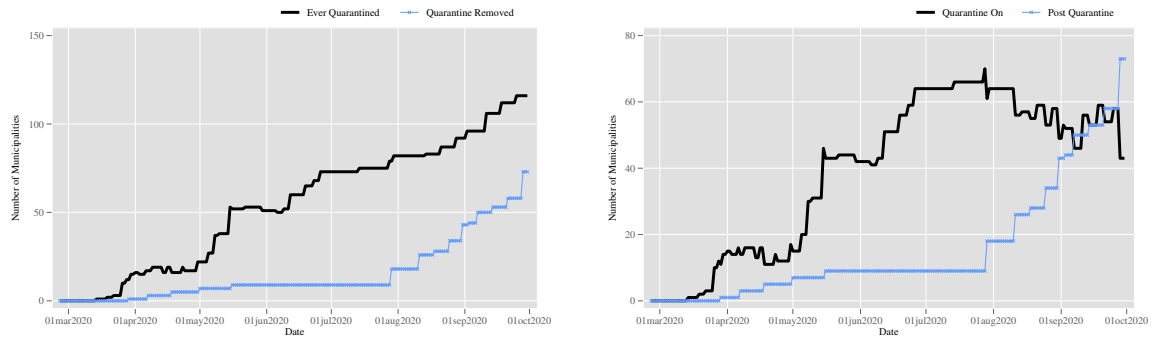 Ever Quarantined Quarantine Removed
Number of Municipalities
150
100
50
0
01mar2020 01apr2020 01may2020 01jun2020 01jul2020 01aug2020 01sep2020 01oct2020
Date
Quarantine On Post Quarantine
Number of Municipalities
80
60
40
20
0
01mar2020 01apr2020 01may2020 01jun2020 01jul2020 01aug2020 01sep2020 01oct2020
Date